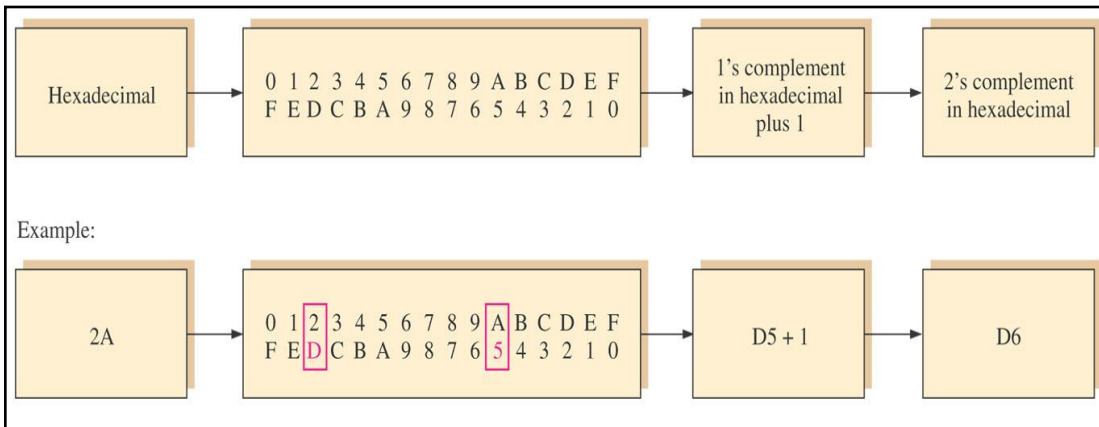 Hexadecimal
0 1 2 3 4 5 6 7 8 9 A B C D E F
F E D C B A 9 8 7 6 5 4 3 2 1 0
1's complement
in hexadecimal
plus 1
2's complement
in hexadecimal
Example:
2A
0 1 2 3 4 5 6 7 8 9 A B C D E F
F E D C B A 9 8 7 6 5 4 3 2 1 0
D5 + 1
D6